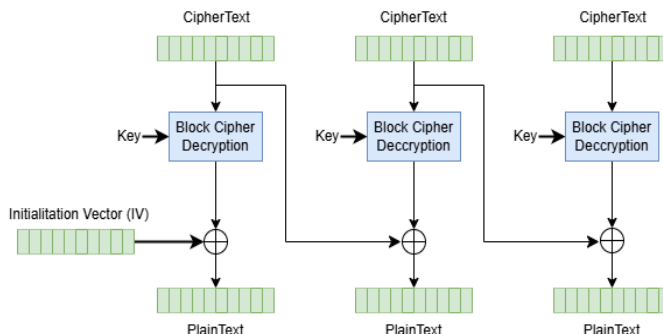 CipherText CipherText CipherText
Key Block Cipher Deccryption Key Block Cipher Deccryption Key Block Cipher Deccryption
Initialitation Vector (IV)
PlainText PlainText PlainText